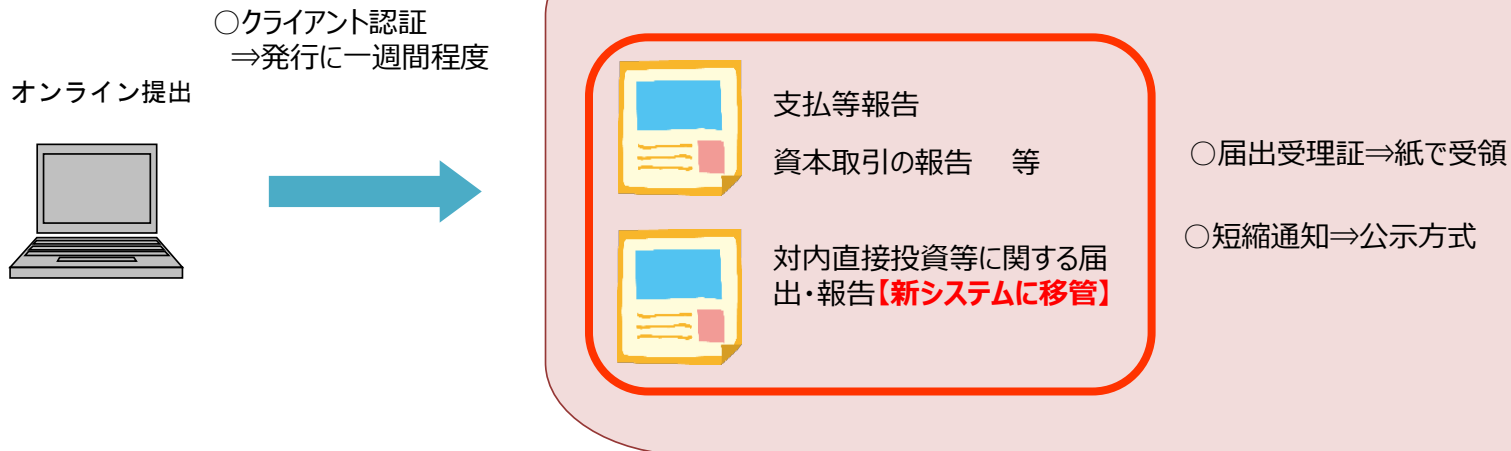 ○クライアント認証
⇒発行に一週間程度
オンライン提出
支払等報告
資本取引の報告　等
対内直接投資等に関する届
出・報告【新システムに移管】
○届出受理証⇒紙で受領
○短縮通知⇒公示方式